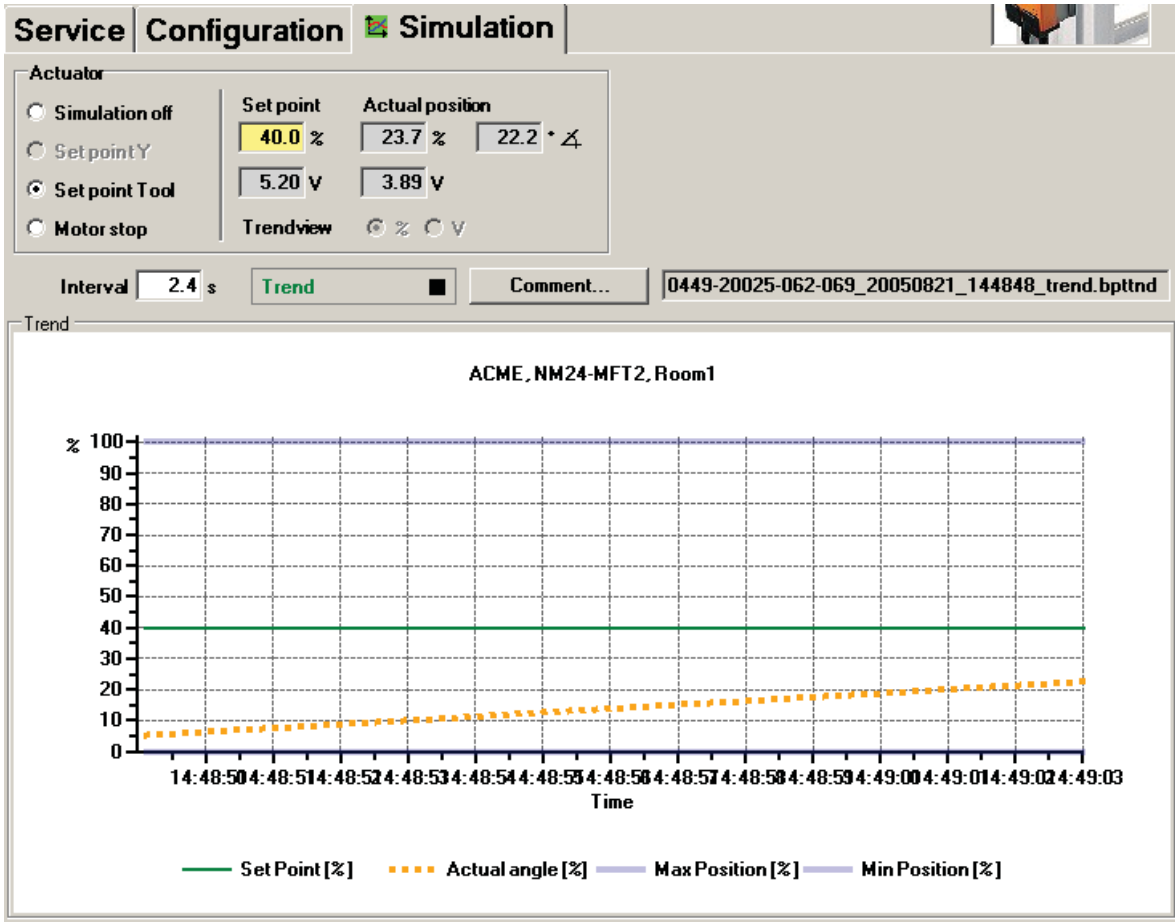 Service Configuration Simulation
Actuator
Simulation off
Set point Y
Set point Tool
Motor stop
Set point Actual position
40.0 % 23.7 % 22.2 °
5.20 V 3.89 V
Trendview % V
Interval 2.4 s Trend Comment... 0449-20025-062-069_20050821_144848_trend.bpttnd
Trend
ACME, NM24-MFT2, Room1
%
100
90
80
70
60
50
40
30
20
10
0
14:48:50 14:48:51 14:48:52 14:48:53 14:48:54 14:48:55 14:48:56 14:48:57 14:48:58 14:48:59 14:49:00 14:49:01 14:49:02 14:49:03
Time
Set Point [%] Actual angle [%] Max Position [%] Min Position [%]